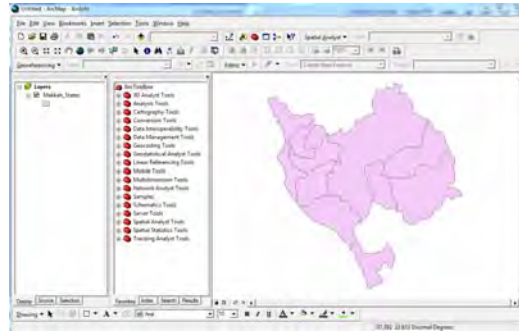 Untitled - ArcMap - ArcInfo
File Edit View Bookmarks Insert Selection Tools Window Help
Spatial Analyst
Georeferencing
Editor
Layers
Makkah_States
ArcToolbox
3D Analyst Tools
Analysis Tools
Cartography Tools
Conversion Tools
Data Interoperability Tools
Data Management Tools
Geocoding Tools
Geostatistical Analyst Tools
Linear Referencing Tools
Mobile Tools
Multidimension Tools
Network Analyst Tools
Samples
Schematics Tools
Server Tools
Spatial Analyst Tools
Spatial Statistics Tools
Tracking Analyst Tools
Display Source Selection
Favorites Index Search Results
Drawing A Arial 10 B I U A
Decimal Degrees